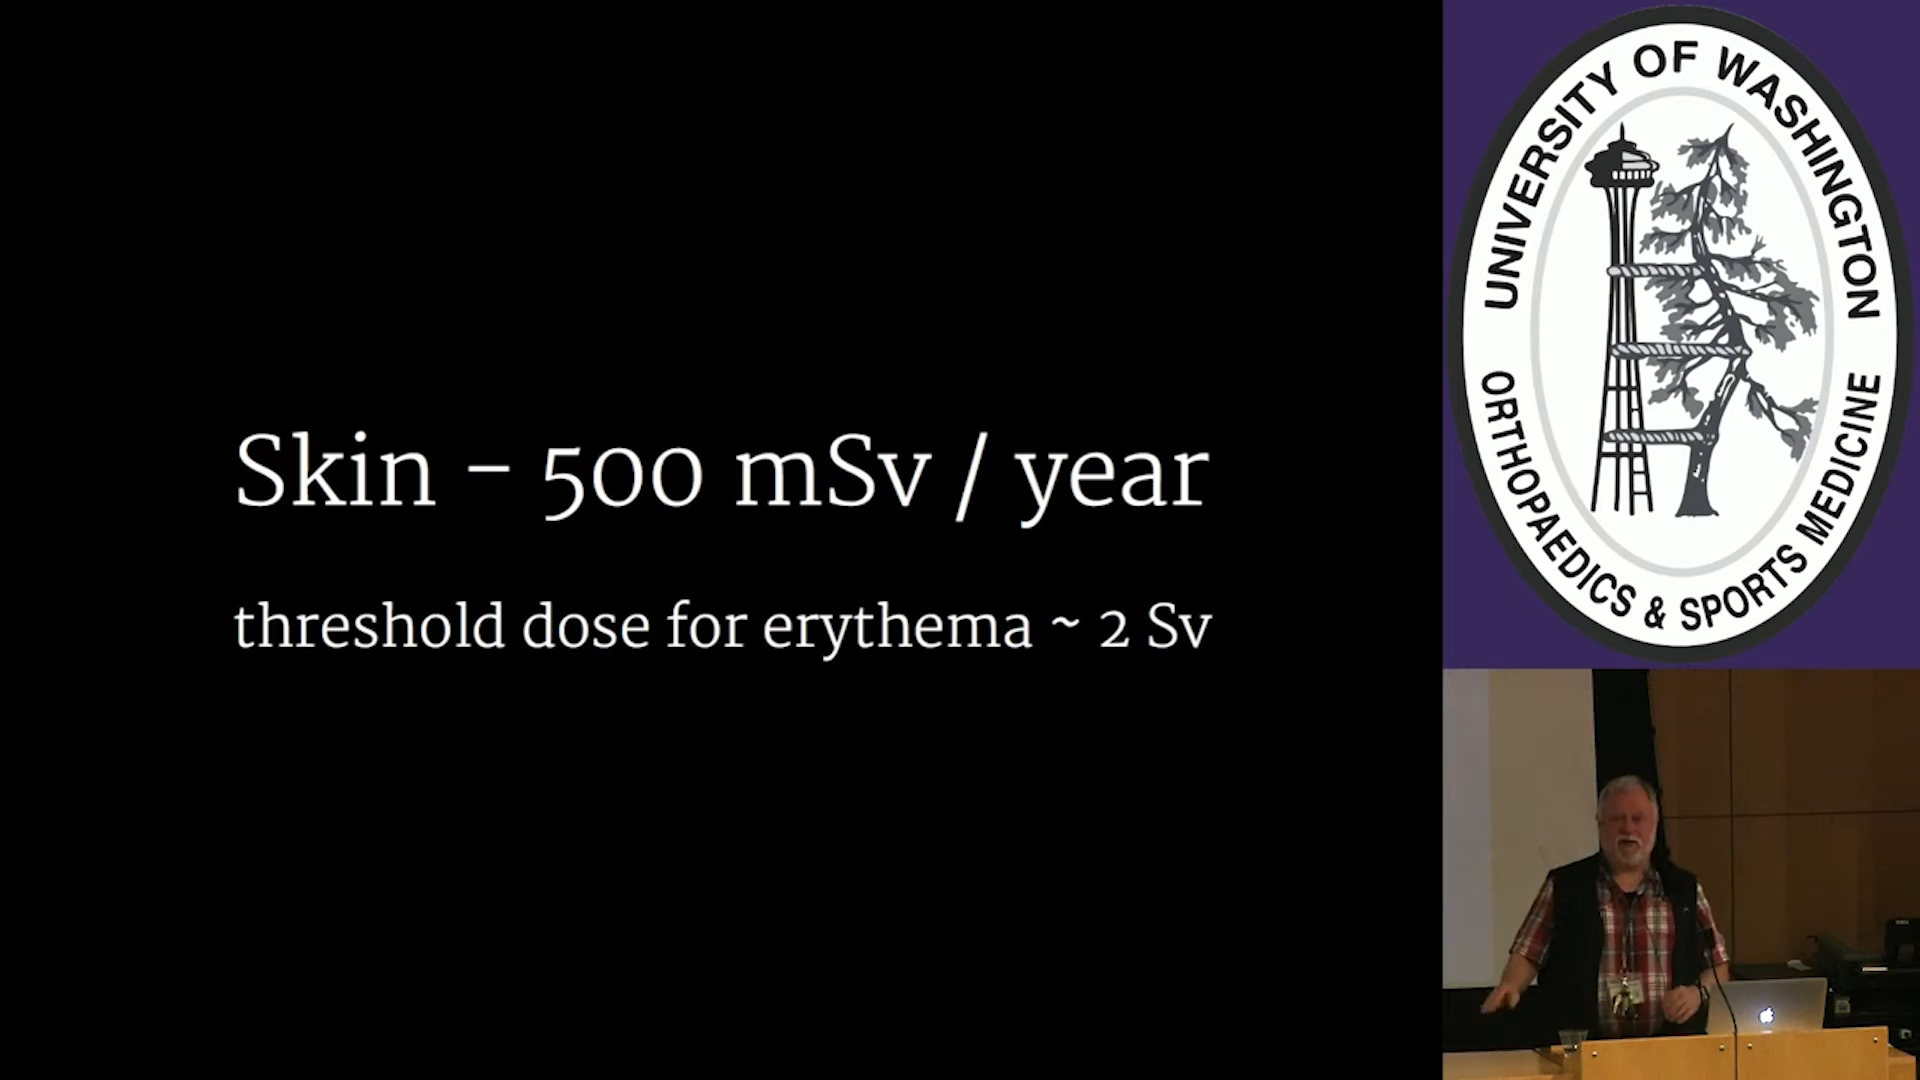 Skin – 500 mSv / year
threshold dose for erythema ~ 2 Sv
UNIVERSITY OF WASHINGTON
ORTHOPAEDICS & SPORTS MEDICINE